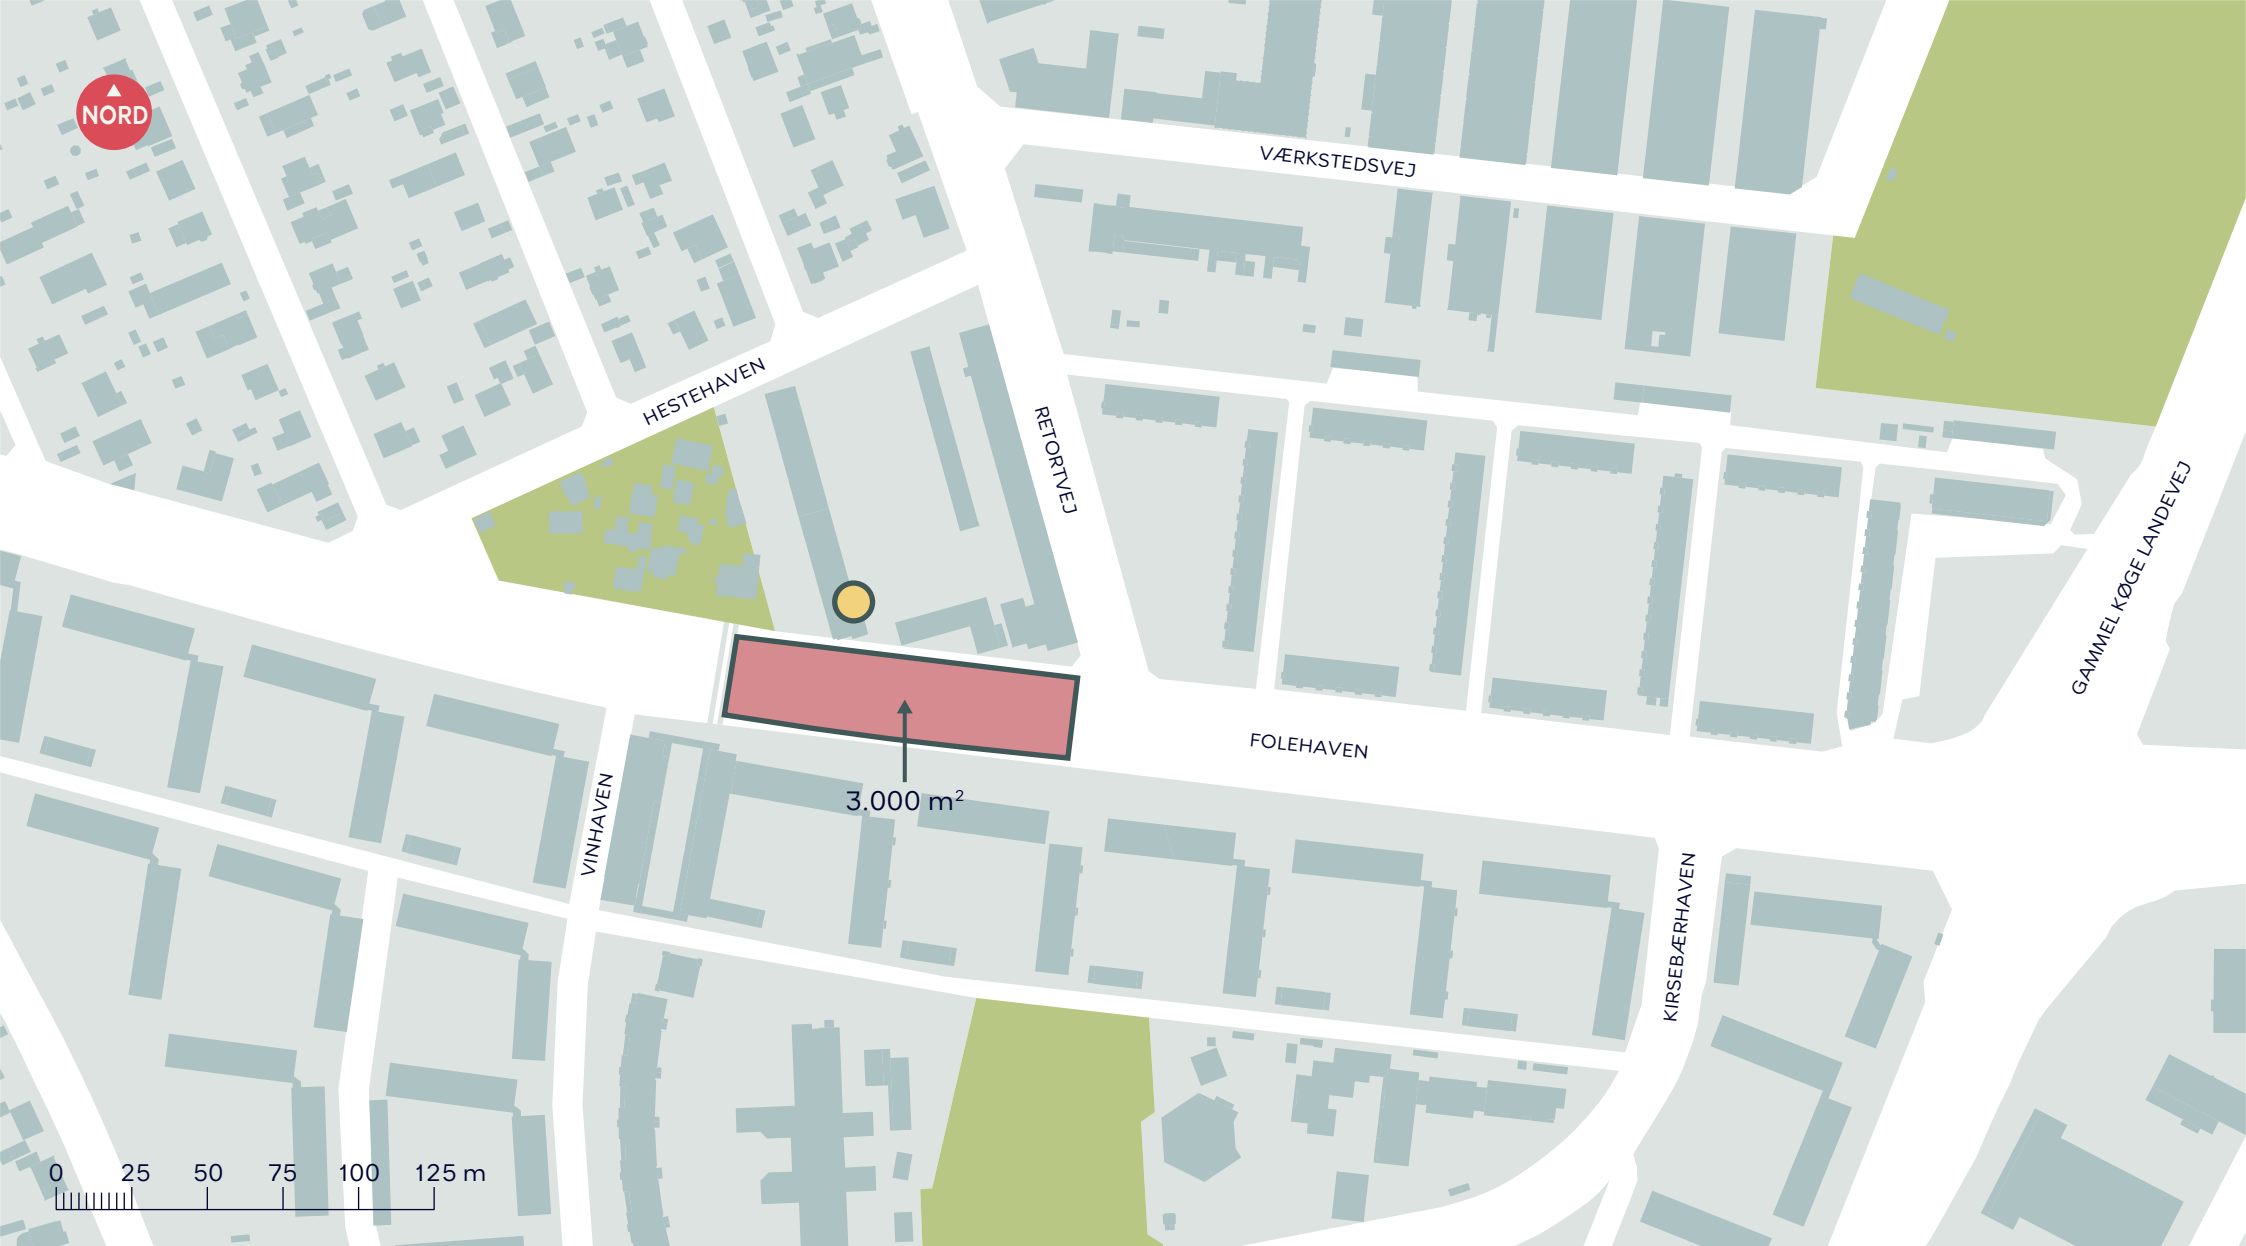 NORD
VÆRKSTEDSVEJ
HESTEHAVEN
RETORTVEJ
GAMMEL KØGE LANDEVEJ
FOLEHAVEN
3.000 m²
VINHAVEN
KIRSEBÆRHAVEN
0 25 50 75 100 125 m